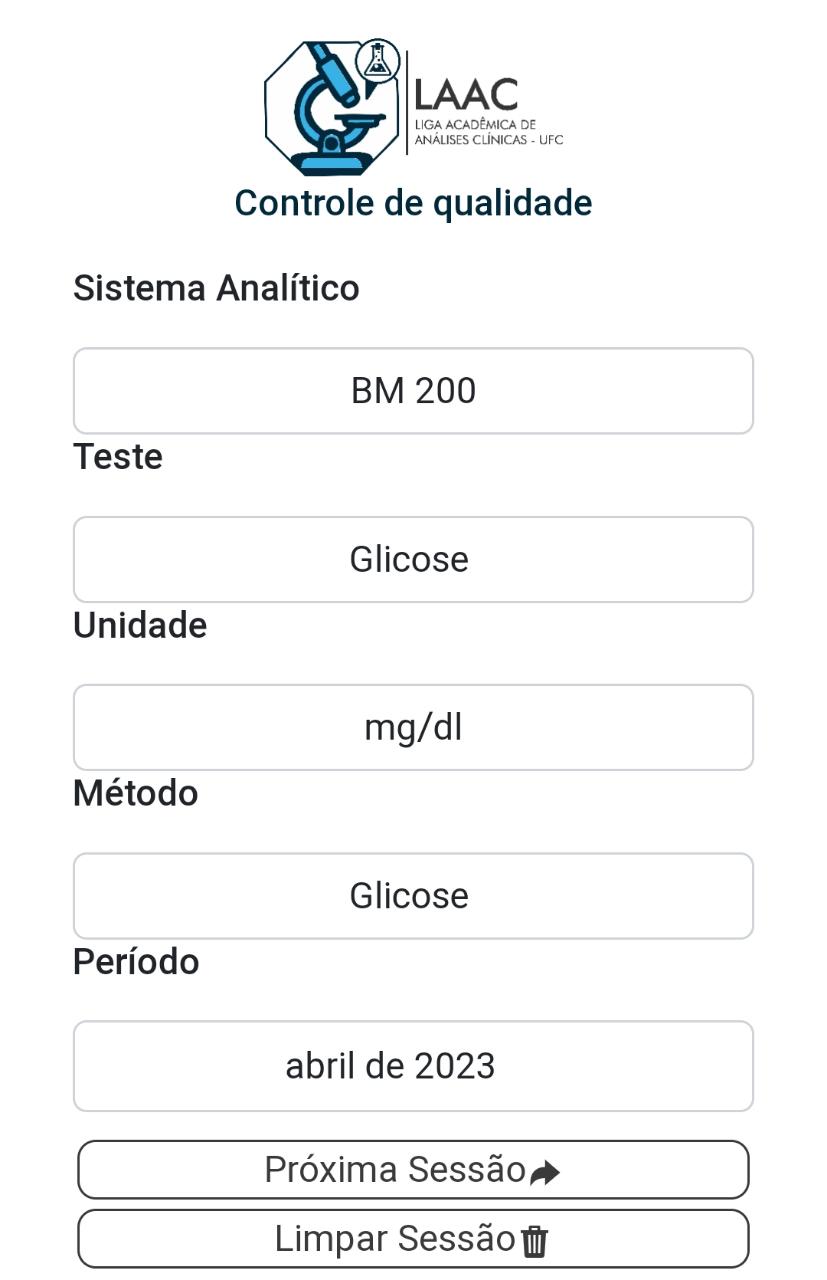 LAAC
LIGA ACADÊMICA DE
ANÁLISES CLÍNICAS - UFC
Controle de qualidade
Sistema Analítico
BM 200
Teste
Glicose
Unidade
mg/dl
Método
Glicose
Período
abril de 2023
Próxima Sessão
Limpar Sessão